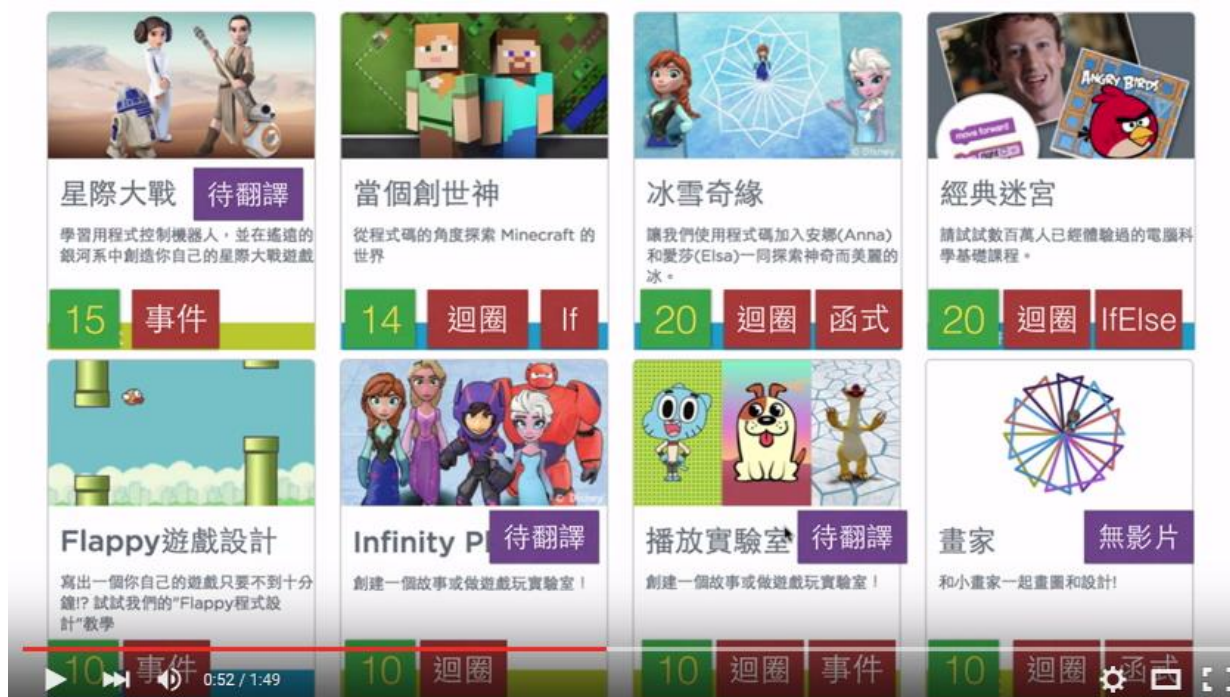 ANGRY BIRDS
move forward
© Disney
星際大戰 待翻譯
學習用程式控制機器人，並在遙遠的
銀河系中創造你自己的星際大戰遊戲
15 事件
當個創世神
從程式碼的角度探索 Minecraft 的
世界
14 迴圈 If
冰雪奇緣
讓我們使用程式碼加入安娜(Anna)
和愛莎(Elsa)一同探索神奇而美麗的
冰。
20 迴圈 函式
經典迷宮
請試試數百萬人已經體驗過的電腦科
學基礎課程。
20 迴圈 IfElse
Flappy遊戲設計
寫出一個你自己的遊戲只要不到十分
鐘!? 試試我們的"Flappy程式設
計"教學
10 事件
© Disney
Infinity Pl 待翻譯
創建一個故事或做遊戲玩實驗室！
10 迴圈
播放實驗室 待翻譯
創建一個故事或做遊戲玩實驗室！
10 迴圈 事件
畫家 無影片
和小畫家一起畫圖和設計!
10 迴圈 函式
0:52 / 1:49